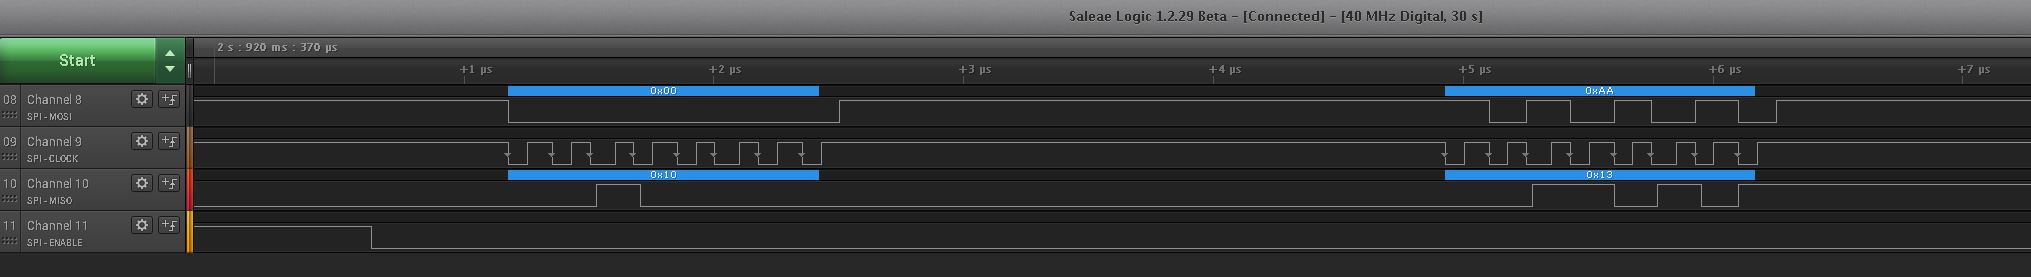 Saleae Logic 1.2.29 Beta - [Connected] - [40 MHz Digital, 30 s]
Start
2 s : 920 ms : 370 µs
+1 µs +2 µs +3 µs +4 µs +5 µs +6 µs +7 µs
08 Channel 8
SPI - MOSI
0x00 0xAA
09 Channel 9
SPI - CLOCK
10 Channel 10
SPI - MISO
0x10 0x13
11 Channel 11
SPI - ENABLE